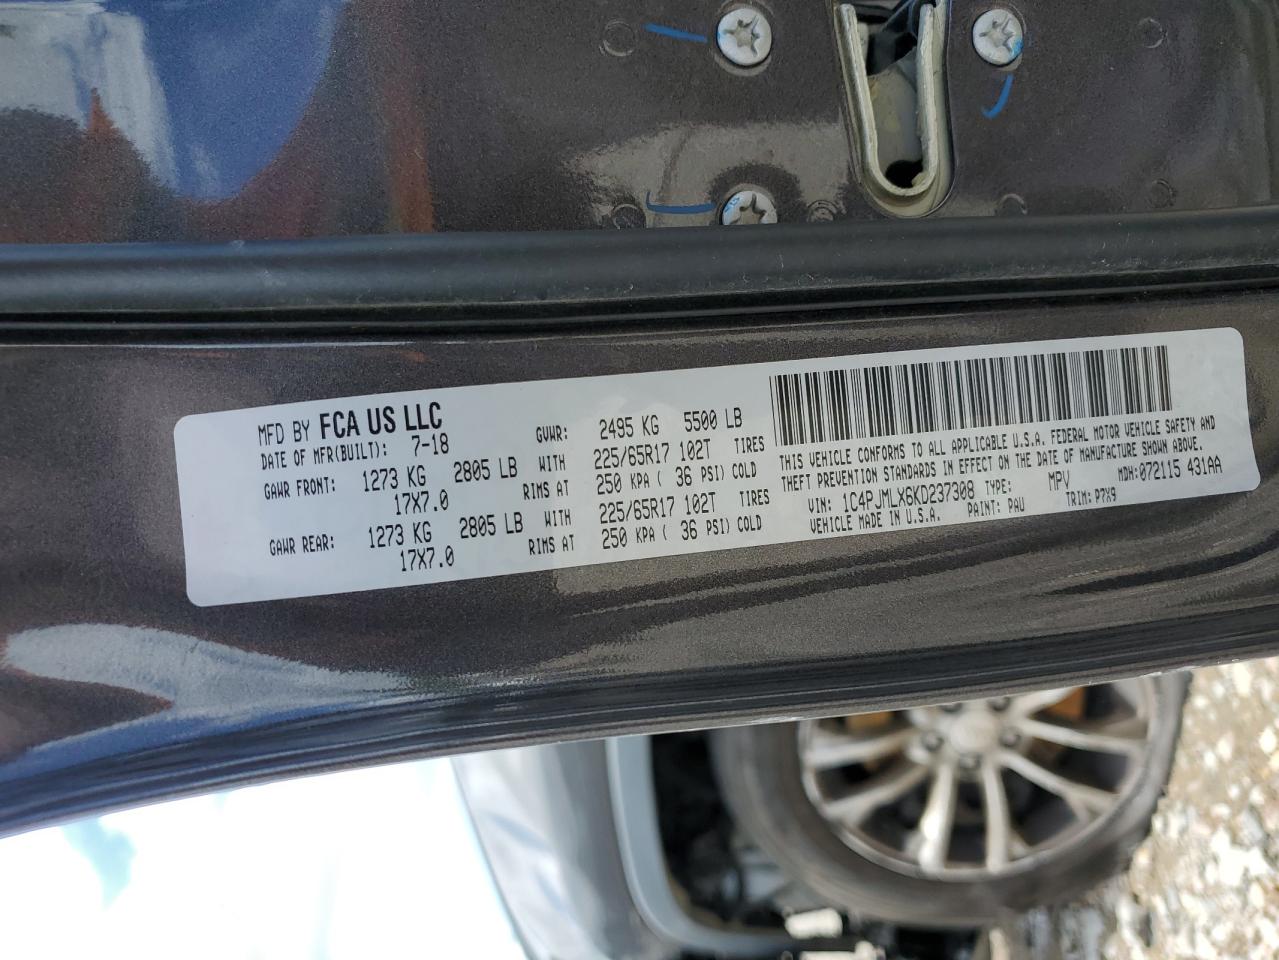 MFD BY FCA US LLC
DATE OF MFR(BUILT): 7-18 GVWR: 2495 KG 5500 LB
GAWR FRONT: 1273 KG 2805 LB WITH 225/65R17 102T TIRES
17X7.0 RIMS AT 250 KPA ( 36 PSI) COLD
GAWR REAR: 1273 KG 2805 LB WITH 225/65R17 102T TIRES
17X7.0 RIMS AT 250 KPA ( 36 PSI) COLD
THIS VEHICLE CONFORMS TO ALL APPLICABLE U.S.A. FEDERAL MOTOR VEHICLE SAFETY AND
THEFT PREVENTION STANDARDS IN EFFECT ON THE DATE OF MANUFACTURE SHOWN ABOVE.
VIN: 1C4PJMLX6KD237308 TYPE: MPV MDH: 072115 431AA
VEHICLE MADE IN U.S.A. PAINT: PAU TRIM: P7X9